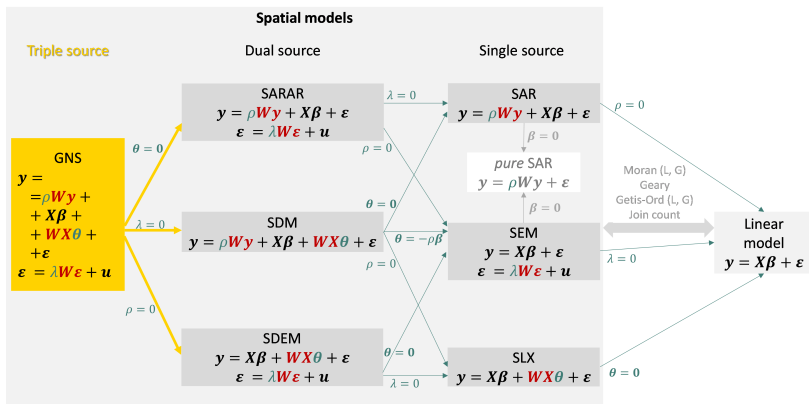 Spatial models
Triple source
Dual source
Single source
GNS
y =
=ρWy +
+ Xβ +
+ WXθ +
+ε
ε = λWε + u
θ=0
λ= 0
ρ = 0
SARAR
y = ρWy + Xβ + ε
ε = λWε + u
SDM
y = ρWy + Xβ + WXθ + ε
SDEM
y = Xβ + WXθ + ε
ε = λWε + u
λ = 0
ρ = 0
θ=0
θ = −ρβ
ρ = 0
θ=0
λ = 0
SAR
y = ρWy + Xβ + ε
β = 0
pure SAR
y = ρWy + ε
β = 0
SEM
y = Xβ + ε
ε = λWε + u
SLX
y = Xβ + WXθ + ε
ρ = 0
Moran (L, G)
Geary
Getis-Ord (L, G)
Join count
λ = 0
θ = 0
Linear
model
y = Xβ + ε